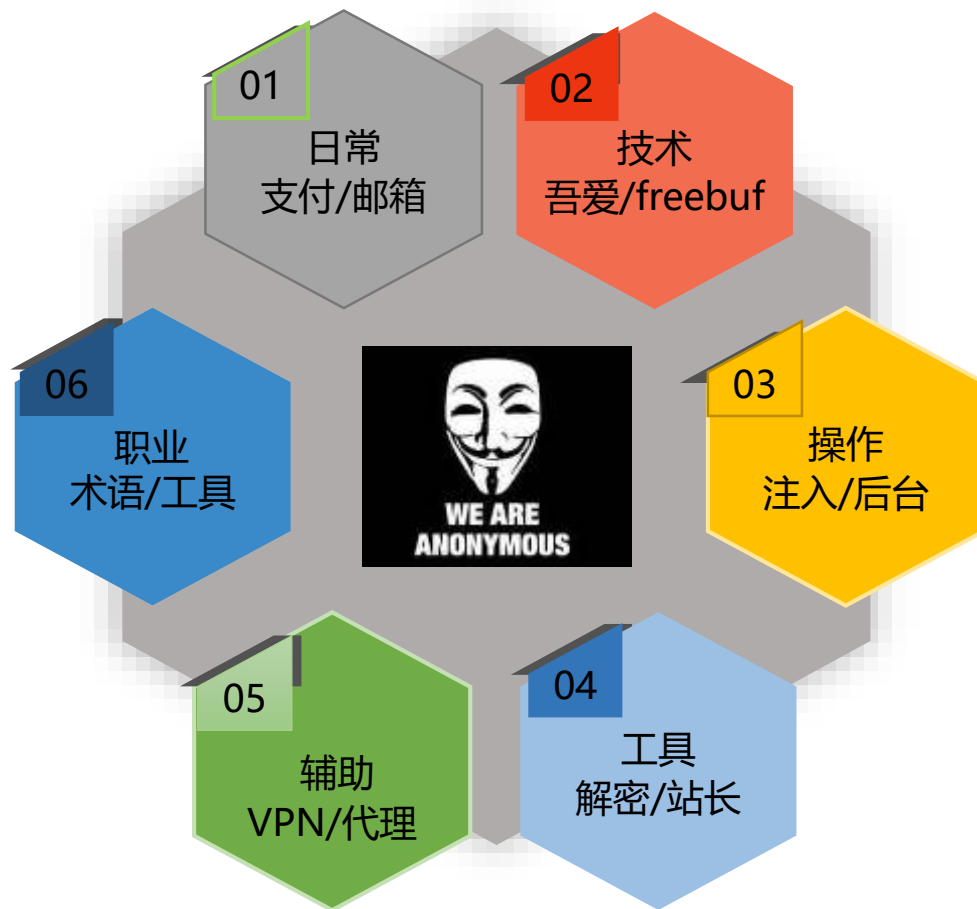 01
日常
支付/邮箱
02
技术
吾爱/freebuf
03
操作
注入/后台
04
工具
解密/站长
05
辅助
VPN/代理
06
职业
术语/工具
WE ARE
ANONYMOUS